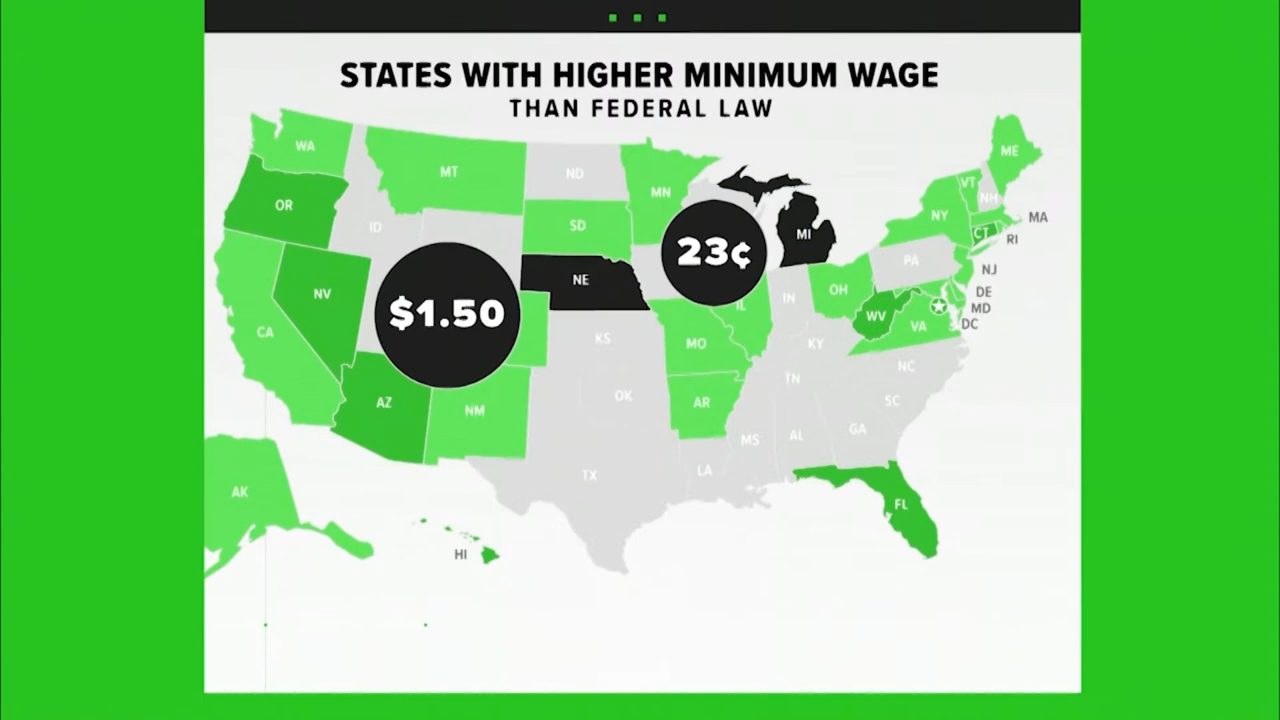 STATES WITH HIGHER MINIMUM WAGE
THAN FEDERAL LAW
WA
MT
ND
MN
ME
VT
NH
NY
MA
OR
ID
SD
MI
CT
RI
23¢
NE
PA
NJ
NV
$1.50
OH
IN
IL
DE
MD
WV
VA
DC
CA
KS
MO
KY
NC
AZ
NM
OK
AR
TN
SC
MS
AL
GA
TX
LA
AK
FL
HI